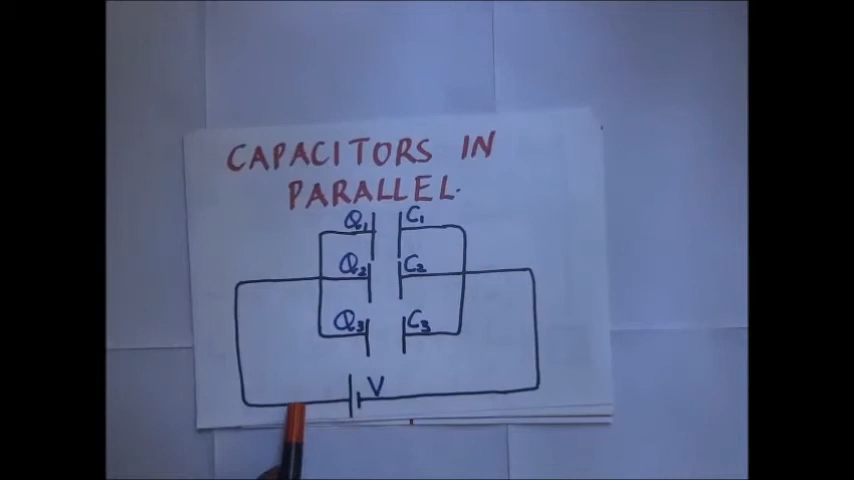 CAPACITORS IN
PARALLEL.
Q₁ C₁
Q₂ C₂
Q₃ C₃
V